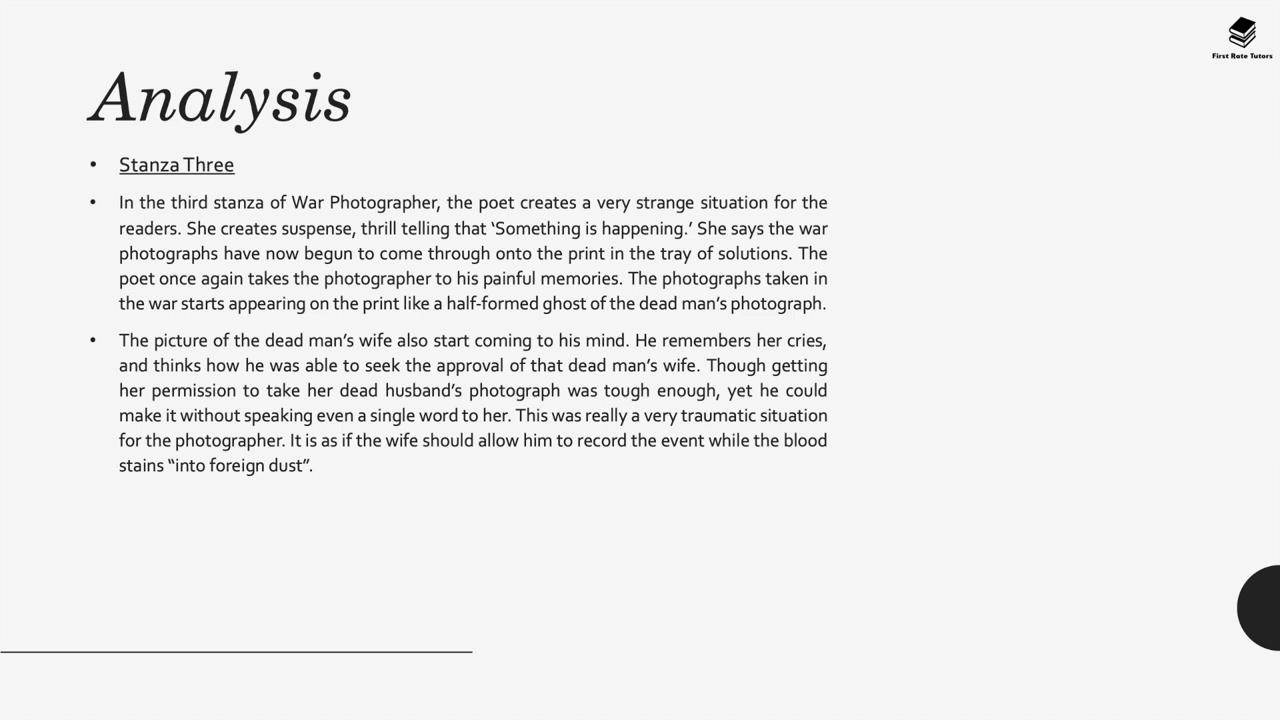 First Rate Tutors
Analysis
• Stanza Three
• In the third stanza of War Photographer, the poet creates a very strange situation for the
readers. She creates suspense, thrill telling that ‘Something is happening.’ She says the war
photographs have now begun to come through onto the print in the tray of solutions. The
poet once again takes the photographer to his painful memories. The photographs taken in
the war starts appearing on the print like a half-formed ghost of the dead man’s photograph.
• The picture of the dead man’s wife also start coming to his mind. He remembers her cries,
and thinks how he was able to seek the approval of that dead man’s wife. Though getting
her permission to take her dead husband’s photograph was tough enough, yet he could
make it without speaking even a single word to her. This was really a very traumatic situation
for the photographer. It is as if the wife should allow him to record the event while the blood
stains “into foreign dust”.